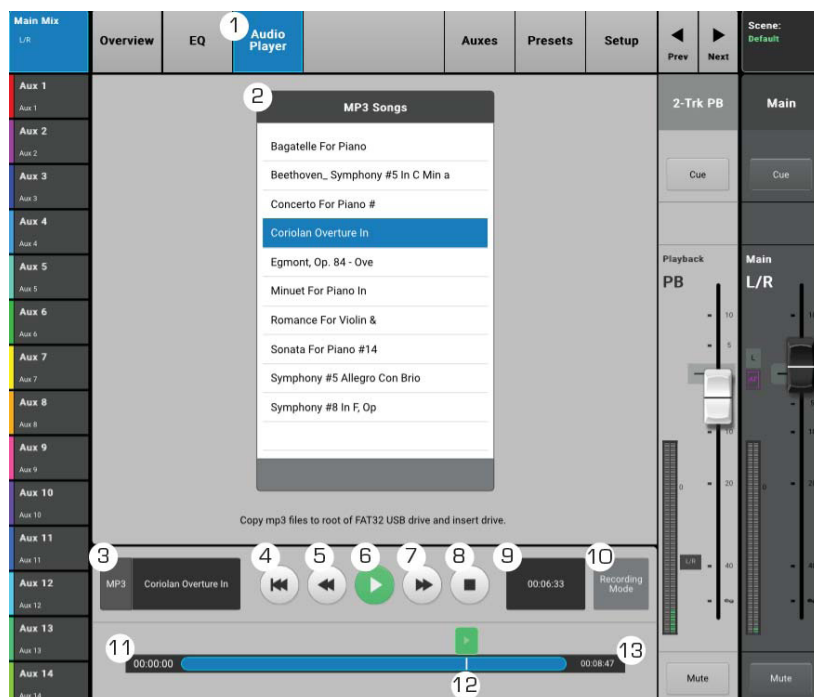 Main Mix
L/R
Overview
EQ
1
Audio
Player
Auxes
Presets
Setup
Prev
Next
Scene:
Default
Aux 1
Aux 1
Aux 2
Aux 2
Aux 3
Aux 3
Aux 4
Aux 4
Aux 5
Aux 5
Aux 6
Aux 6
Aux 7
Aux 7
Aux 8
Aux 8
Aux 9
Aux 9
Aux 10
Aux 10
Aux 11
Aux 11
Aux 12
Aux 12
Aux 13
Aux 13
Aux 14
Aux 14
2
MP3 Songs
Bagatelle For Piano
Beethoven_ Symphony #5 In C Min a
Concerto For Piano #
Coriolan Overture In
Egmont, Op. 84 - Ove
Minuet For Piano In
Romance For Violin &
Sonata For Piano #14
Symphony #5 Allegro Con Brio
Symphony #8 In F, Op
Copy mp3 files to root of FAT32 USB drive and insert drive.
3
MP3 Coriolan Overture In
4
5
6
7
8
9
00:06:33
10
Recording
Mode
11
00:00:00
12
13
00:08:47
2-Trk PB
Cue
Playback
PB
10
5
10
20
0
L/R
40
∞
Mute
Main
Cue
Main
L/R
L
0
Mute